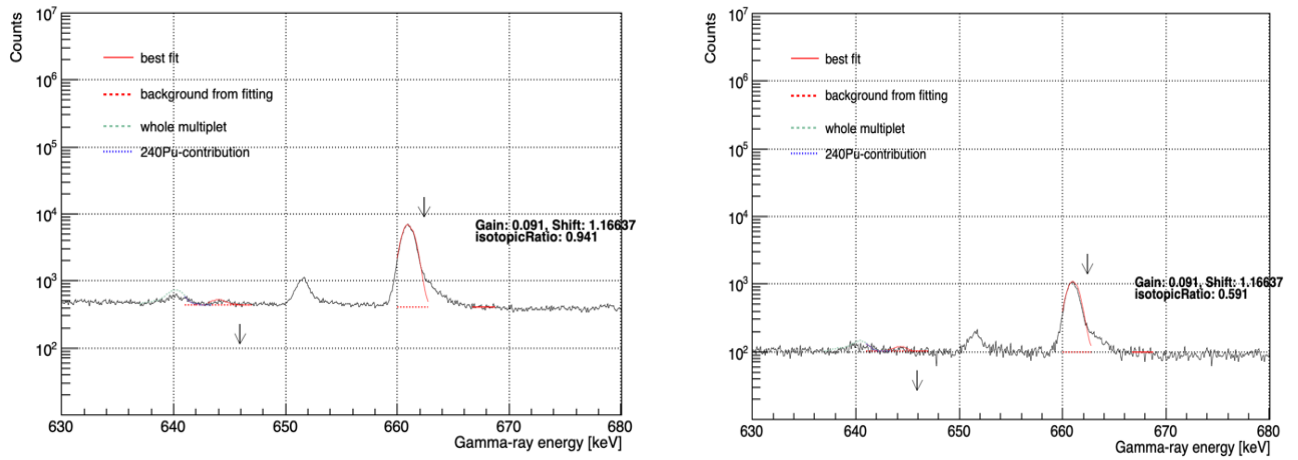 Counts
10^7
10^6
10^5
10^4
10^3
10^2
best fit
background from fitting
whole multiplet
240Pu-contribution
Gain: 0.091, Shift: 1.16637
isotopicRatio: 0.941
630 640 650 660 670 680
Gamma-ray energy [keV]
Counts
10^7
10^6
10^5
10^4
10^3
10^2
best fit
background from fitting
whole multiplet
240Pu-contribution
Gain: 0.091, Shift: 1.16637
isotopicRatio: 0.591
630 640 650 660 670 680
Gamma-ray energy [keV]